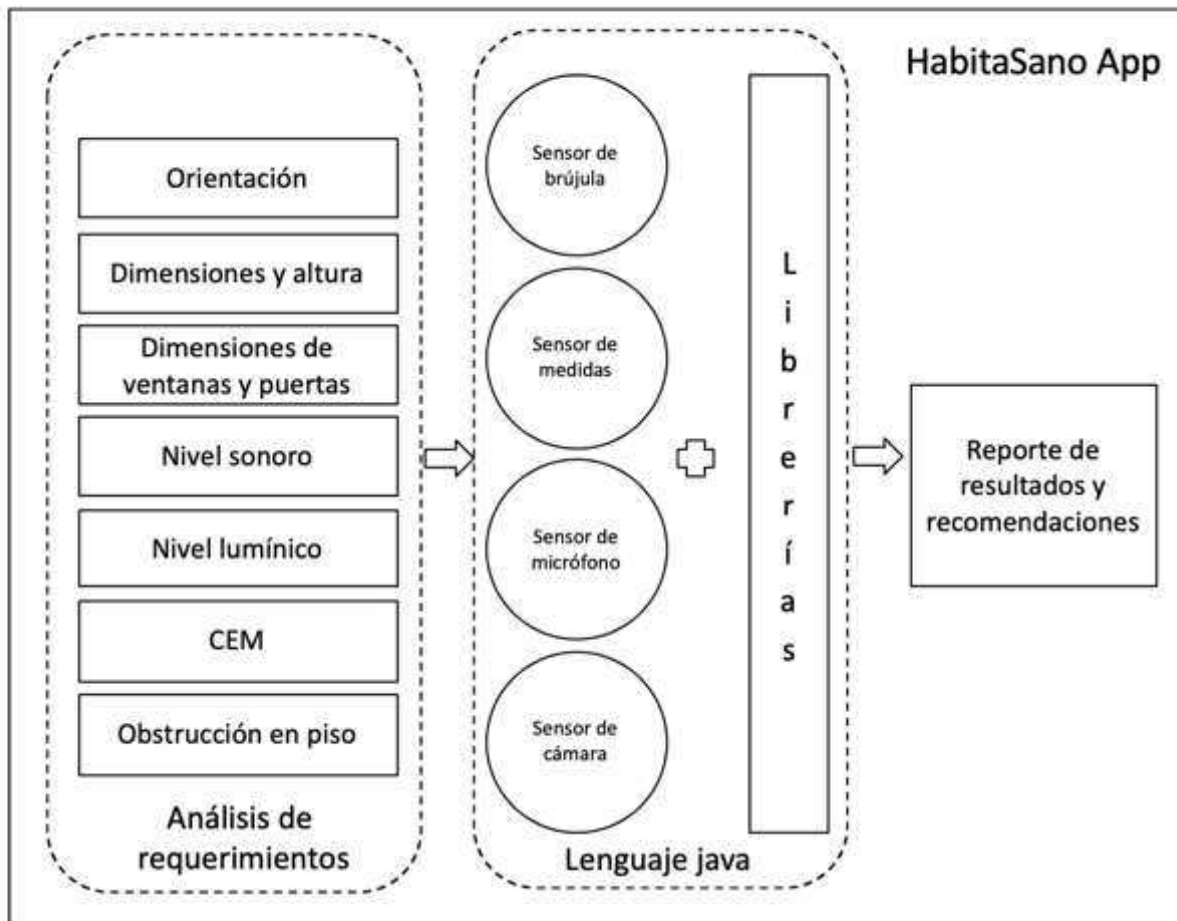 HabitaSano App
Orientación
Dimensiones y altura
Dimensiones de
ventanas y puertas
Nivel sonoro
Nivel lumínico
CEM
Obstrucción en piso
Análisis de
requerimientos
Sensor de
brújula
Sensor de
medidas
Sensor de
micrófono
Sensor de
cámara
Librerías
Lenguaje java
Reporte de
resultados y
recomendaciones